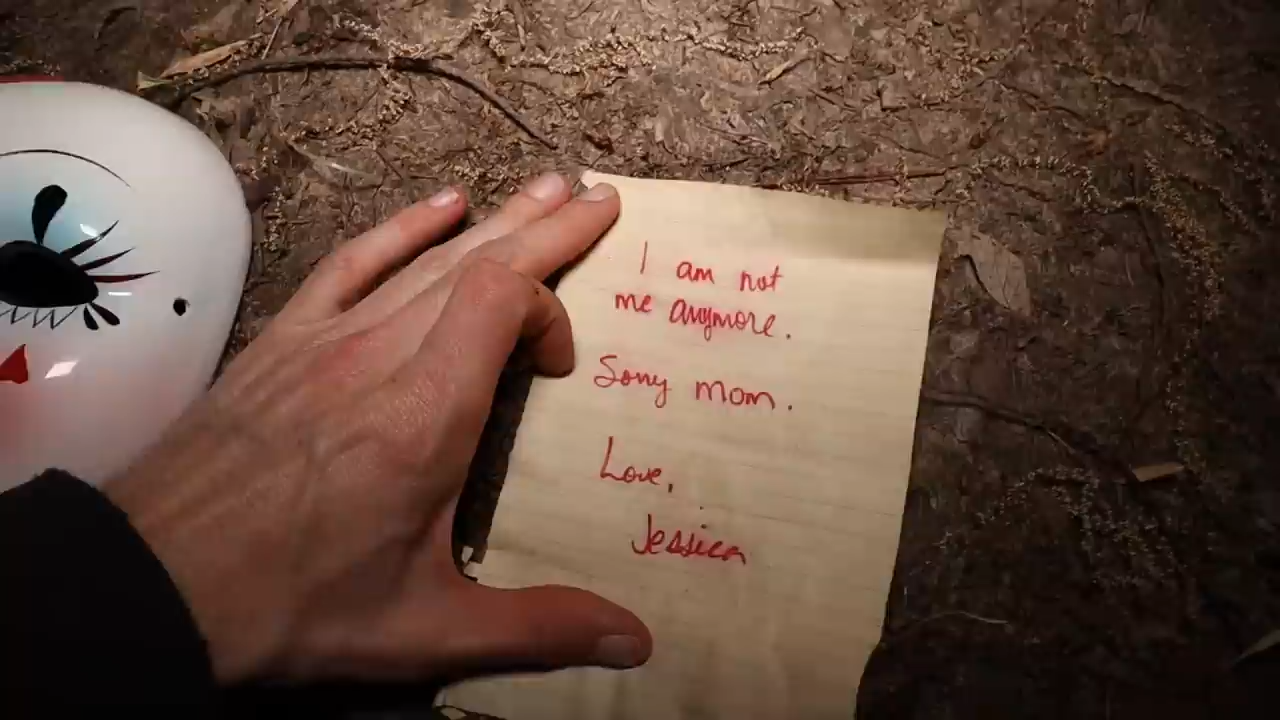 I am not
me anymore.
Sorry mom.
Love,
Jessica